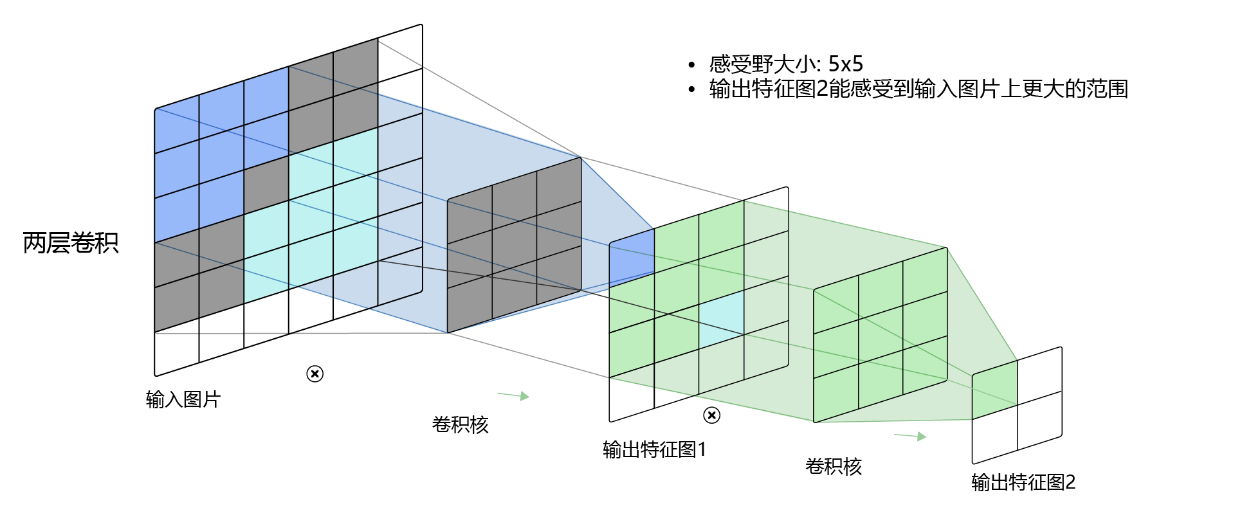 感受野大小: 5x5
输出特征图2能感受到输入图片上更大的范围
两层卷积
输入图片
卷积核
输出特征图1
卷积核
输出特征图2